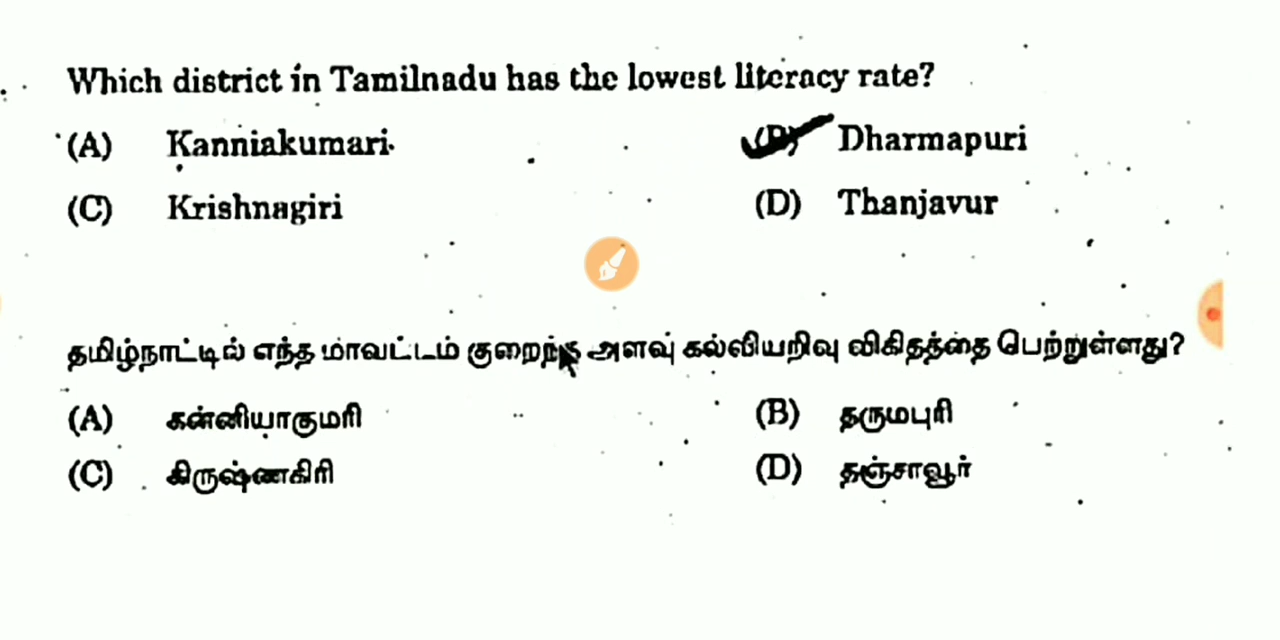 Which district in Tamilnadu has the lowest literacy rate?
(A) Kanniakumari (B) Dharmapuri
(C) Krishnagiri (D) Thanjavur
தமிழ்நாட்டில் எந்த மாவட்டம் குறைந்த அளவு கல்வியறிவு விகிதத்தை பெற்றுள்ளது?
(A) கன்னியாகுமரி (B) தருமபுரி
(C) கிருஷ்ணகிரி (D) தஞ்சாவூர்